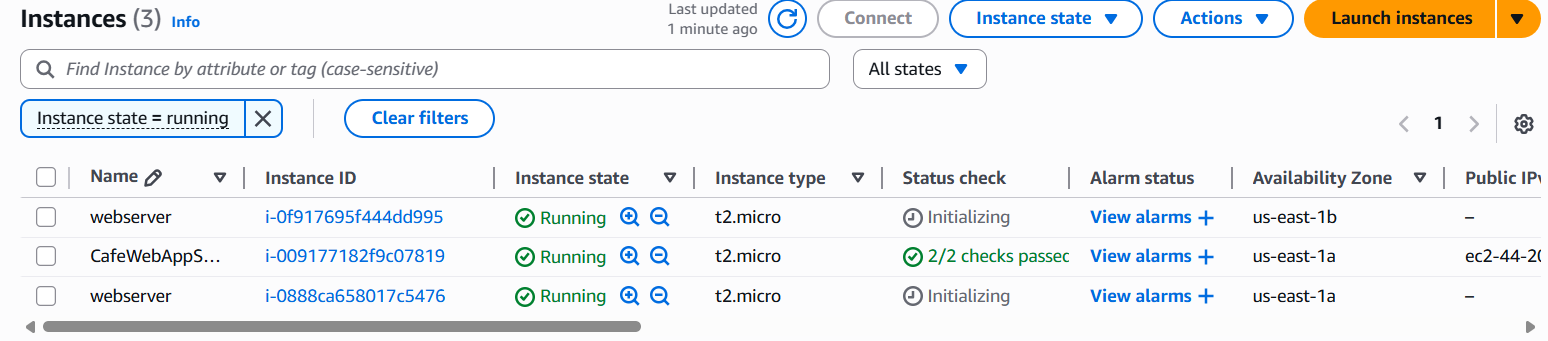 Instances (3) Info
Last updated
1 minute ago
Connect
Instance state
Actions
Launch instances
Find Instance by attribute or tag (case-sensitive)
All states
Instance state = running
Clear filters
1
Name Instance ID Instance state Instance type Status check Alarm status Availability Zone Public IPv
webserver i-0f917695f444dd995 Running t2.micro Initializing View alarms + us-east-1b –
CafeWebAppS... i-009177182f9c07819 Running t2.micro 2/2 checks passed View alarms + us-east-1a ec2-44-20
webserver i-0888ca658017c5476 Running t2.micro Initializing View alarms + us-east-1a –